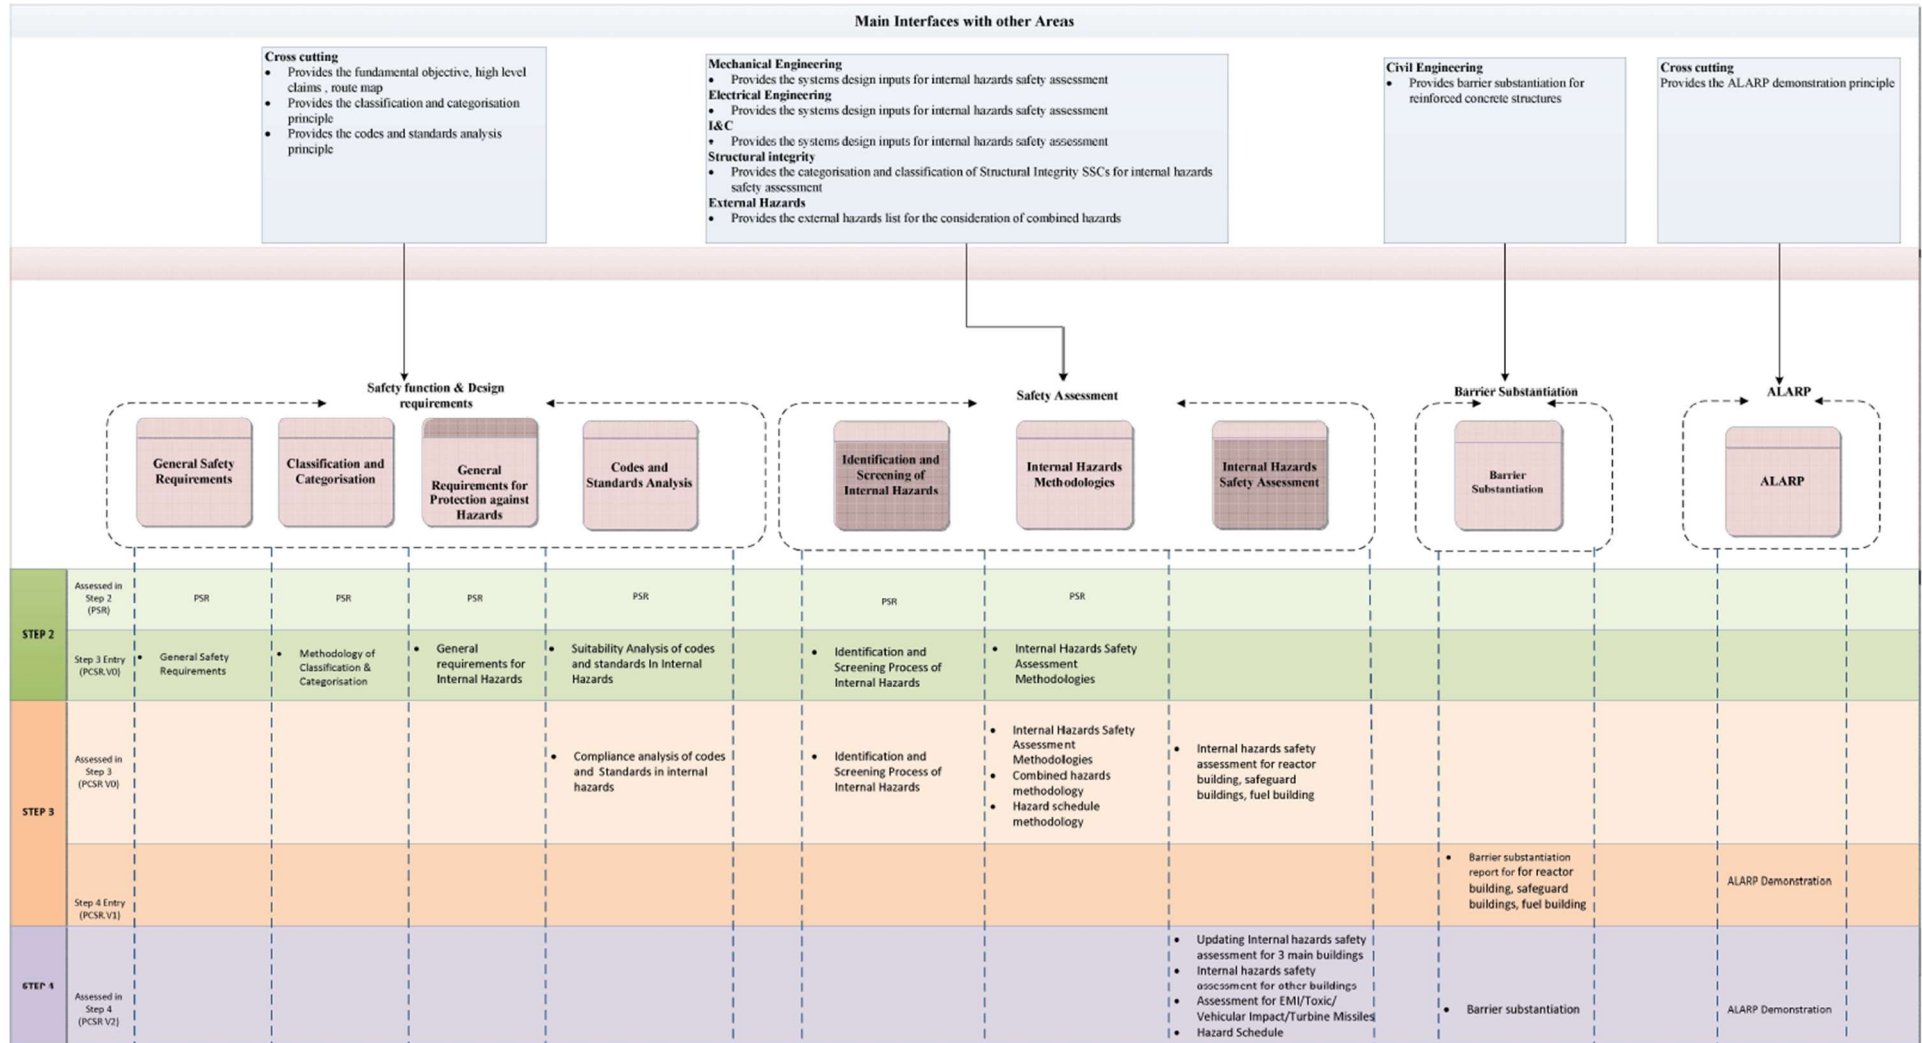 Main Interfaces with other Areas
Cross cutting
• Provides the fundamental objective, high level
claims , route map
• Provides the classification and categorisation
principle
• Provides the codes and standards analysis
principle
Mechanical Engineering
• Provides the systems design inputs for internal hazards safety assessment
Electrical Engineering
• Provides the systems design inputs for internal hazards safety assessment
I&C
• Provides the systems design inputs for internal hazards safety assessment
Structural integrity
• Provides the categorisation and classification of Structural Integrity SSCs for internal hazards
safety assessment
External Hazards
• Provides the external hazards list for the consideration of combined hazards
Civil Engineering
• Provides barrier substantiation for
reinforced concrete structures
Cross cutting
Provides the ALARP demonstration principle
Safety function & Design
requirements
Safety Assessment
Barrier Substantiation
ALARP
General Safety
Requirements
Classification and
Categorisation
General
Requirements for
Protection against
Hazards
Codes and
Standards Analysis
Identification and
Screening of
Internal Hazards
Internal Hazards
Methodologies
Internal Hazards
Safety Assessment
Barrier
Substantiation
ALARP
STEP 2
Assessed in
Step 2
(PSR)
PSR
PSR
PSR
PSR
PSR
PSR
Step 3 Entry
(PCSR.V0)
• General Safety
Requirements
• Methodology of
Classification &
Categorisation
• General
requirements for
Internal Hazards
• Suitability Analysis of codes
and standards In Internal
Hazards
• Identification and
Screening Process of
Internal Hazards
• Internal Hazards Safety
Assessment
Methodologies
STEP 3
Assessed in
Step 3
(PCSR V0)
• Compliance analysis of codes
and Standards in internal
hazards
• Identification and
Screening Process of
Internal Hazards
• Internal Hazards Safety
Assessment
Methodologies
• Combined hazards
methodology
• Hazard schedule
methodology
• Internal hazards safety
assessment for reactor
building, safeguard
buildings, fuel building
Step 4 Entry
(PCSR.V1)
• Barrier substantiation
report for for reactor
building, safeguard
buildings, fuel building
ALARP Demonstration
STEP 4
Assessed in
Step 4
(PCSR V2)
• Updating Internal hazards safety
assessment for 3 main buildings
• Internal hazards safety
assessment for other buildings
• Assessment for EMI/Toxic/
Vehicular Impact/Turbine Missiles
• Hazard Schedule
• Barrier substantiation
ALARP Demonstration